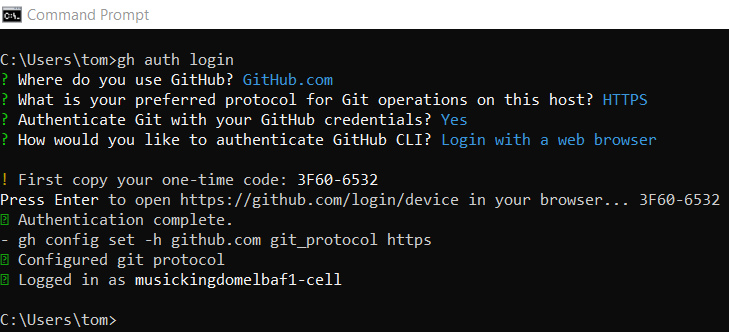 Command Prompt
C:\Users\tom>gh auth login
? Where do you use GitHub? GitHub.com
? What is your preferred protocol for Git operations on this host? HTTPS
? Authenticate Git with your GitHub credentials? Yes
? How would you like to authenticate GitHub CLI? Login with a web browser
! First copy your one-time code: 3F60-6532
Press Enter to open https://github.com/login/device in your browser... 3F60-6532
Authentication complete.
- gh config set -h github.com git_protocol https
Configured git protocol
Logged in as musickingdomelbaf1-cell
C:\Users\tom>